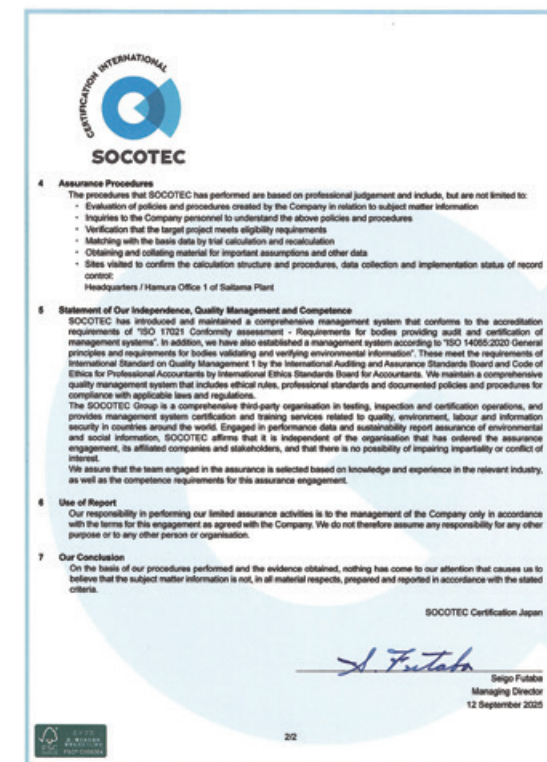 CERTIFICATION INTERNATIONAL
SOCOTEC
4 Assurance Procedures
The procedures that SOCOTEC has performed are based on professional judgement and include, but are not limited to:
· Evaluation of policies and procedures created by the Company in relation to subject matter information
· Inquiries to the Company personnel to understand the above policies and procedures
· Verification that the target project meets eligibility requirements
· Matching with the basis data by trial calculation and recalculation
· Obtaining and collating material for important assumptions and other data
· Sites visited to confirm the calculation structure and procedures, data collection and implementation status of record
control:
Headquarters / Hamura Office 1 of Saitama Plant
5 Statement of Our Independence, Quality Management and Competence
SOCOTEC has introduced and maintained a comprehensive management system that conforms to the accreditation
requirements of "ISO 17021 Conformity assessment - Requirements for bodies providing audit and certification of
management systems". In addition, we have also established a management system according to "ISO 14065:2020 General
principles and requirements for bodies validating and verifying environmental information". These meet the requirements of
International Standard on Quality Management 1 by the International Auditing and Assurance Standards Board and Code of
Ethics for Professional Accountants by International Ethics Standards Board for Accountants. We maintain a comprehensive
quality management system that includes ethical rules, professional standards and documented policies and procedures for
compliance with applicable laws and regulations.
The SOCOTEC Group is a comprehensive third-party organisation in testing, inspection and certification operations, and
provides management system certification and training services related to quality, environment, labour and information
security in countries around the world. Engaged in performance data and sustainability report assurance of environmental
and social information, SOCOTEC affirms that it is independent of the organisation that has ordered the assurance
engagement, its affiliated companies and stakeholders, and that there is no possibility of impairing impartiality or conflict of
interest.
We assure that the team engaged in the assurance is selected based on knowledge and experience in the relevant industry,
as well as the competence requirements for this assurance engagement.
6 Use of Report
Our responsibility in performing our limited assurance activities is to the management of the Company only in accordance
with the terms for this engagement as agreed with the Company. We do not therefore assume any responsibility for any other
purpose or to any other person or organisation.
7 Our Conclusion
On the basis of our procedures performed and the evidence obtained, nothing has come to our attention that causes us to
believe that the subject matter information is not, in all material respects, prepared and reported in accordance with the stated
criteria.
SOCOTEC Certification Japan
S. Futaba
Seigo Futaba
Managing Director
12 September 2025
2/2
FSC